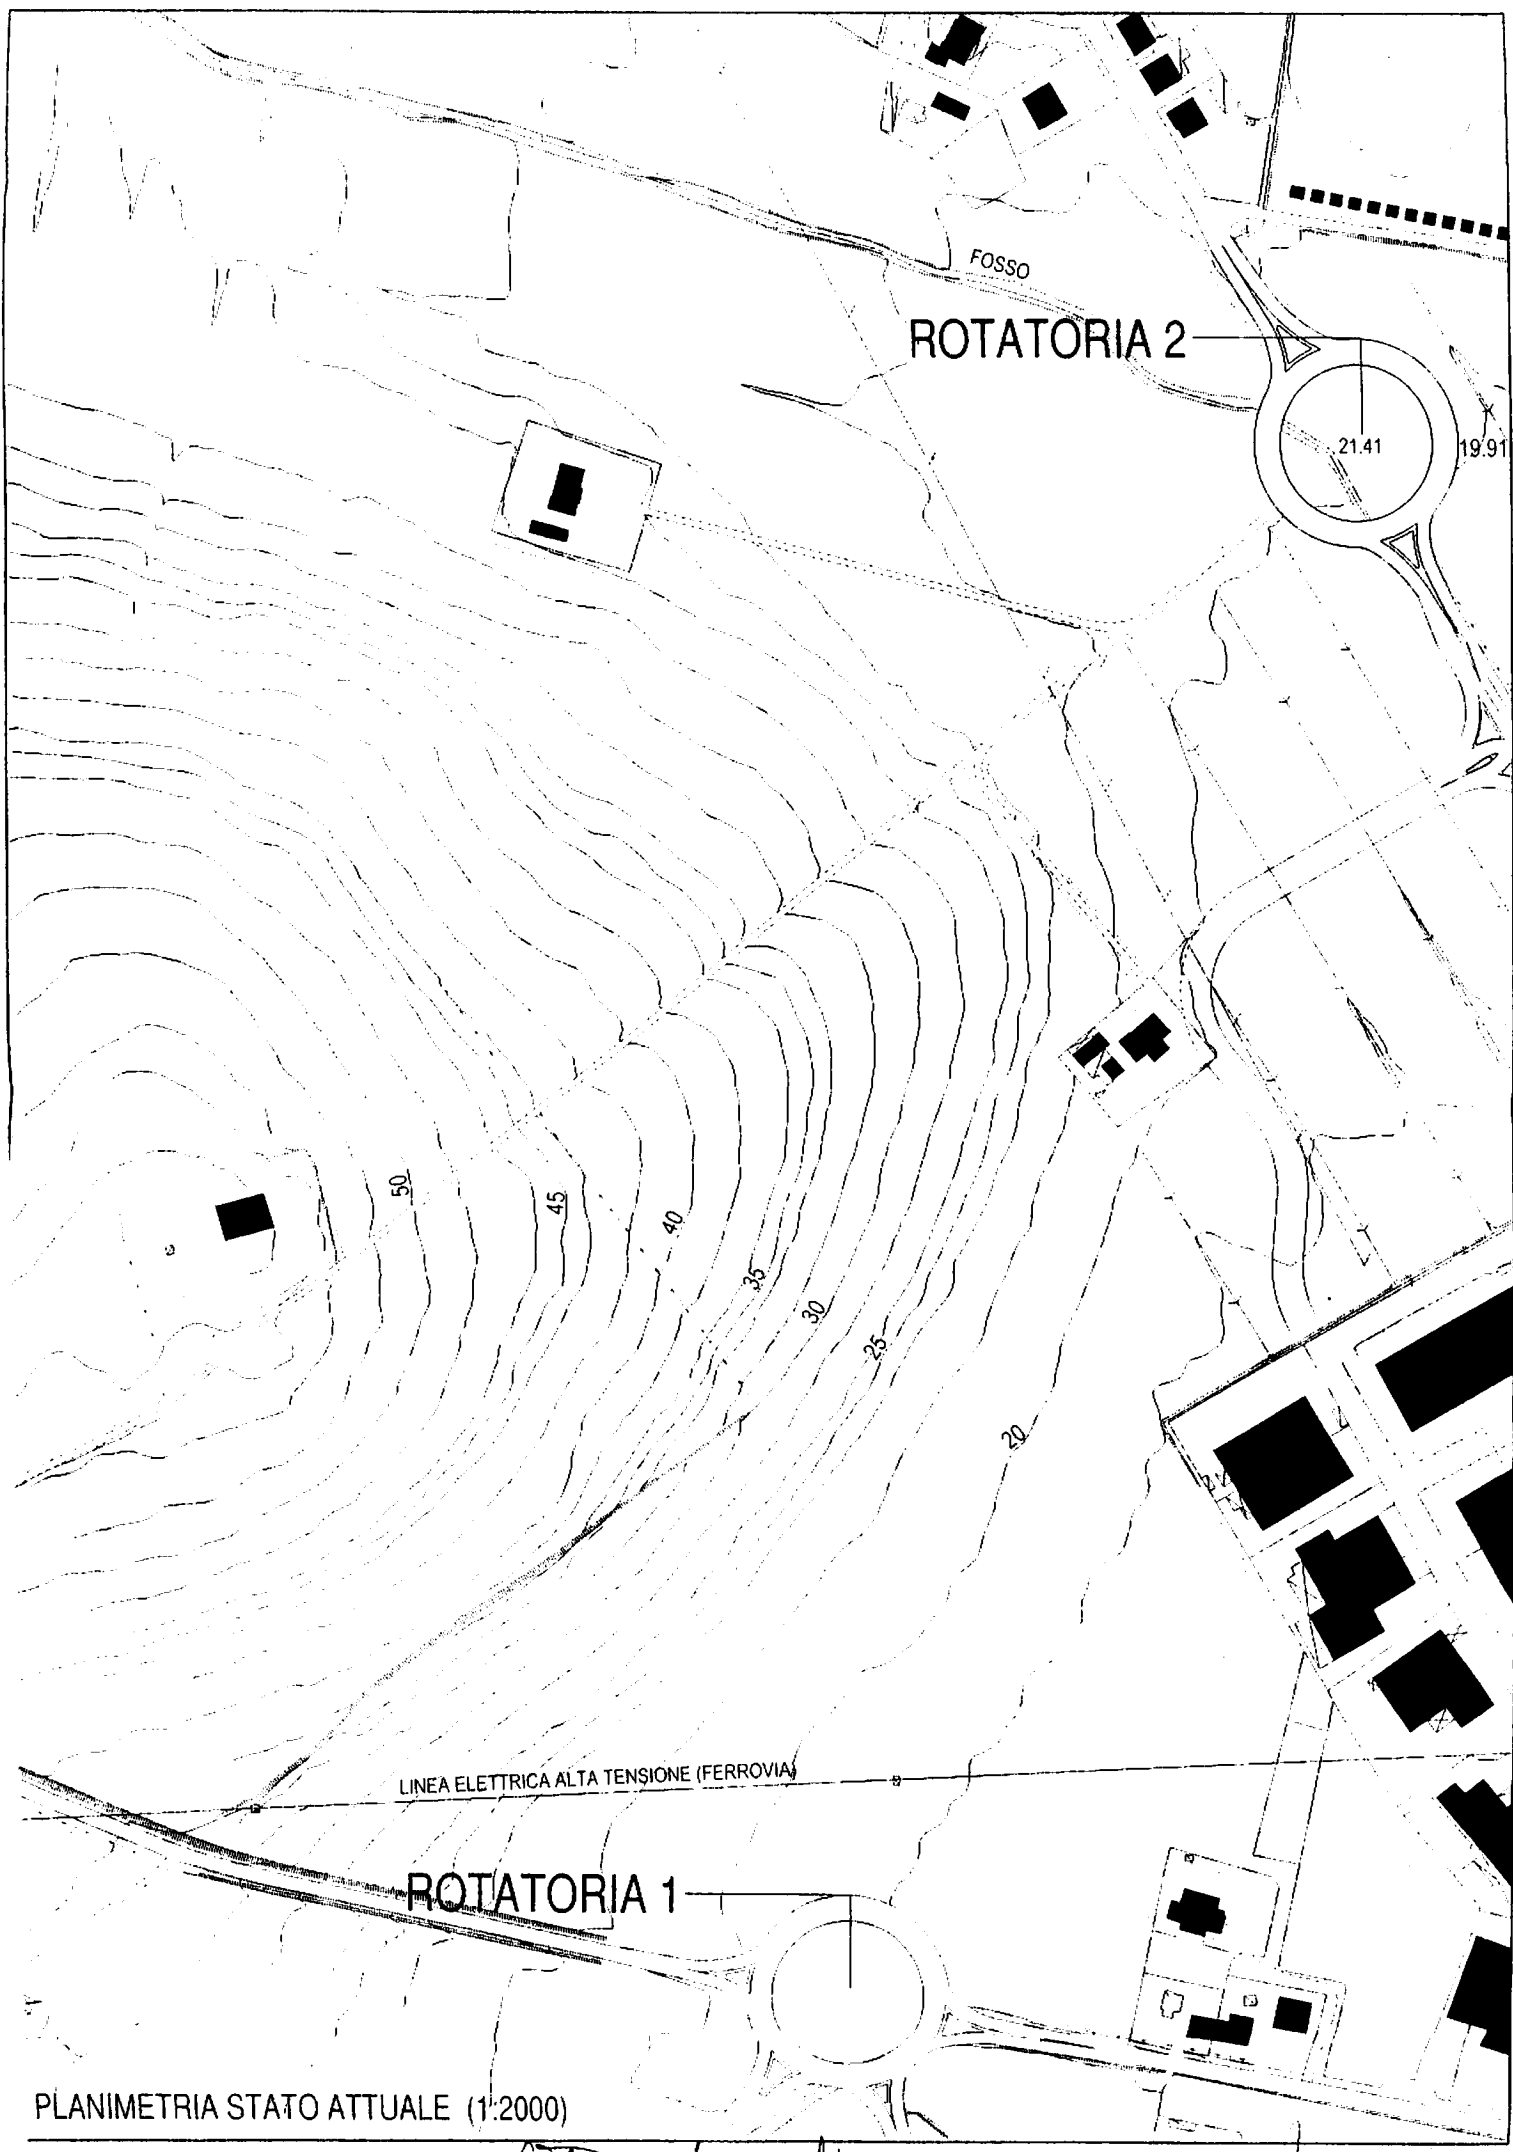 FOSSO
ROTATORIA 2
21.41
19.91
50
45
40
35
30
25
20
LINEA ELETTRICA ALTA TENSIONE (FERROVIA)
ROTATORIA 1
PLANIMETRIA STATO ATTUALE (1:2000)